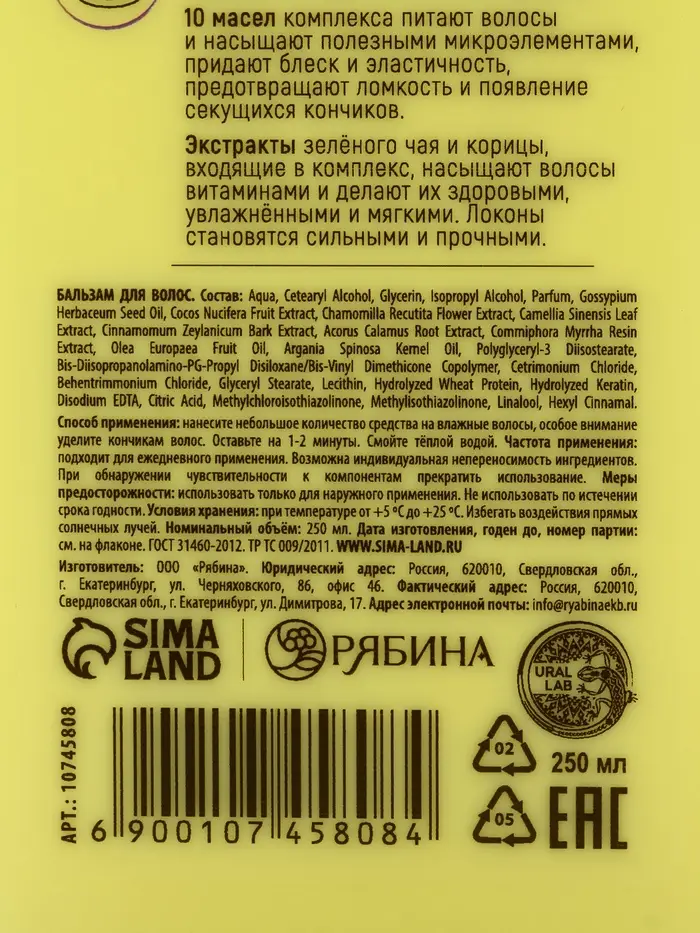 10 масел комплекса питают волосы
и насыщают полезными микроэлементами,
придают блеск и эластичность,
предотвращают ломкость и появление
секущихся кончиков.
Экстракты зелёного чая и корицы,
входящие в комплекс, насыщают волосы
витаминами и делают их здоровыми,
увлажнёнными и мягкими. Локоны
становятся сильными и прочными.
БАЛЬЗАМ ДЛЯ ВОЛОС. Состав: Aqua, Cetearyl Alcohol, Glycerin, Isopropyl Alcohol, Parfum, Gossypium
Herbaceum Seed Oil, Cocos Nucifera Fruit Extract, Chamomilla Recutita Flower Extract, Camellia Sinensis Leaf
Extract, Cinnamomum Zeylanicum Bark Extract, Acorus Calamus Root Extract, Commiphora Myrrha Resin
Extract, Olea Europaea Fruit Oil, Argania Spinosa Kernel Oil, Polyglyceryl-3 Diisostearate,
Bis-Diisopropanolamino-PG-Propyl Disiloxane/Bis-Vinyl Dimethicone Copolymer, Cetrimonium Chloride,
Behentrimmonium Chloride, Glyceryl Stearate, Lecithin, Hydrolyzed Wheat Protein, Hydrolyzed Keratin,
Disodium EDTA, Citric Acid, Methylchloroisothiazolinone, Methylisothiazolinone, Linalool, Hexyl Cinnamal.
Способ применения: нанесите небольшое количество средства на влажные волосы, особое внимание
уделите кончикам волос. Оставьте на 1-2 минуты. Смойте тёплой водой. Частота применения:
подходит для ежедневного применения. Возможна индивидуальная непереносимость ингредиентов.
При обнаружении чувствительности к компонентам прекратить использование. Меры
предосторожности: использовать только для наружного применения. Не использовать по истечении
срока годности. Условия хранения: при температуре от +5 ºС до +25 ºС. Избегать воздействия прямых
солнечных лучей. Номинальный объём: 250 мл. Дата изготовления, годен до, номер партии:
см. на флаконе. ГОСТ 31460-2012. ТР ТС 009/2011. WWW.SIMA-LAND.RU
Изготовитель: ООО «Рябина». Юридический адрес: Россия, 620010, Свердловская обл.,
г. Екатеринбург, ул. Черняховского, 86, офис 46. Фактический адрес: Россия, 620010,
Свердловская обл., г. Екатеринбург, ул. Димитрова, 17. Адрес электронной почты: info@ryabinaekb.ru
SIMA
LAND
РЯБИНА
URAL
LAB
АРТ.: 10745808
6 900107 458084
02
250 мл
05
EAC